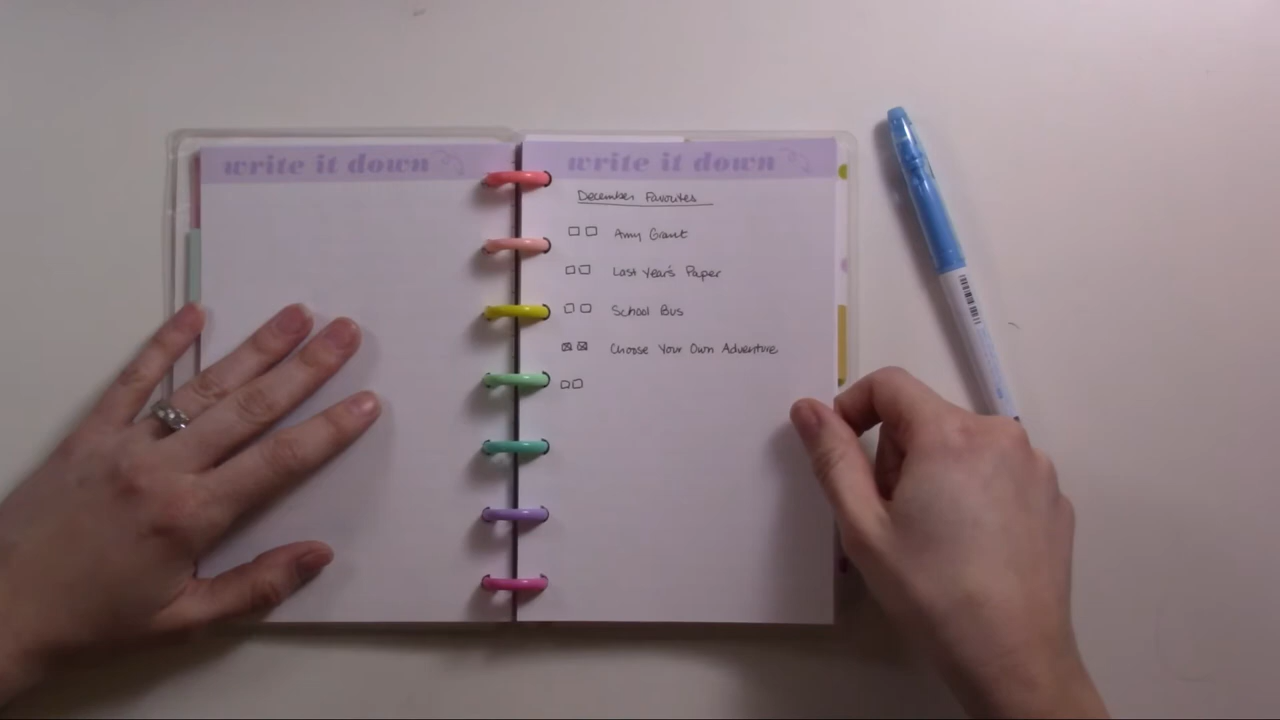 write it down
write it down
December Favorites
Amy Grant
Last Year's Paper
School Bus
Choose Your Own Adventure